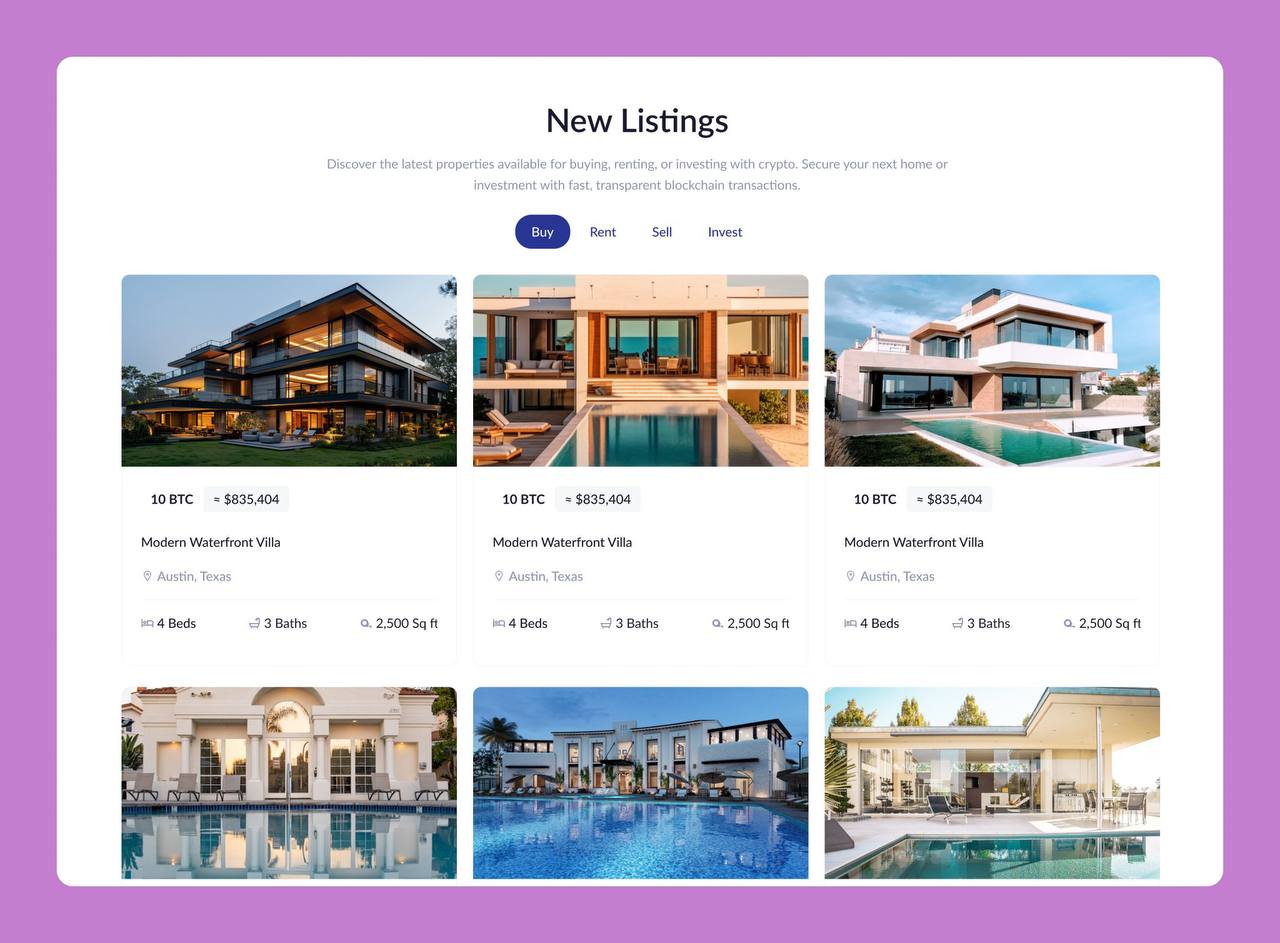 New Listings
Discover the latest properties available for buying, renting, or investing with crypto. Secure your next home or
investment with fast, transparent blockchain transactions.
Buy Rent Sell Invest
10 BTC ≈ $835,404
Modern Waterfront Villa
Austin, Texas
4 Beds 3 Baths 2,500 Sq ft
10 BTC ≈ $835,404
Modern Waterfront Villa
Austin, Texas
4 Beds 3 Baths 2,500 Sq ft
10 BTC ≈ $835,404
Modern Waterfront Villa
Austin, Texas
4 Beds 3 Baths 2,500 Sq ft